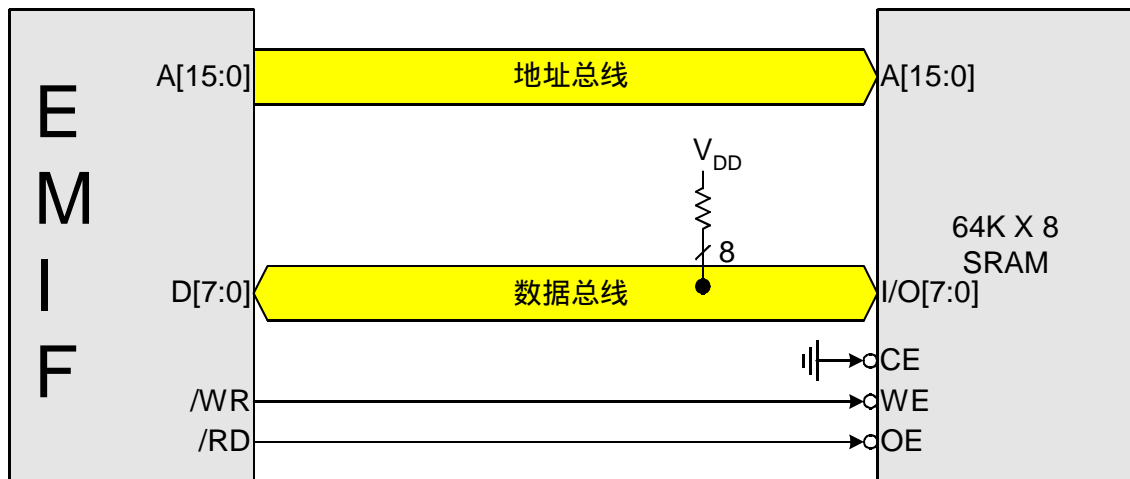 EMIF
A[15:0]
地址总线
A[15:0]
VDD
8
64K X 8
SRAM
D[7:0]
数据总线
I/O[7:0]
CE
/WR
WE
/RD
OE